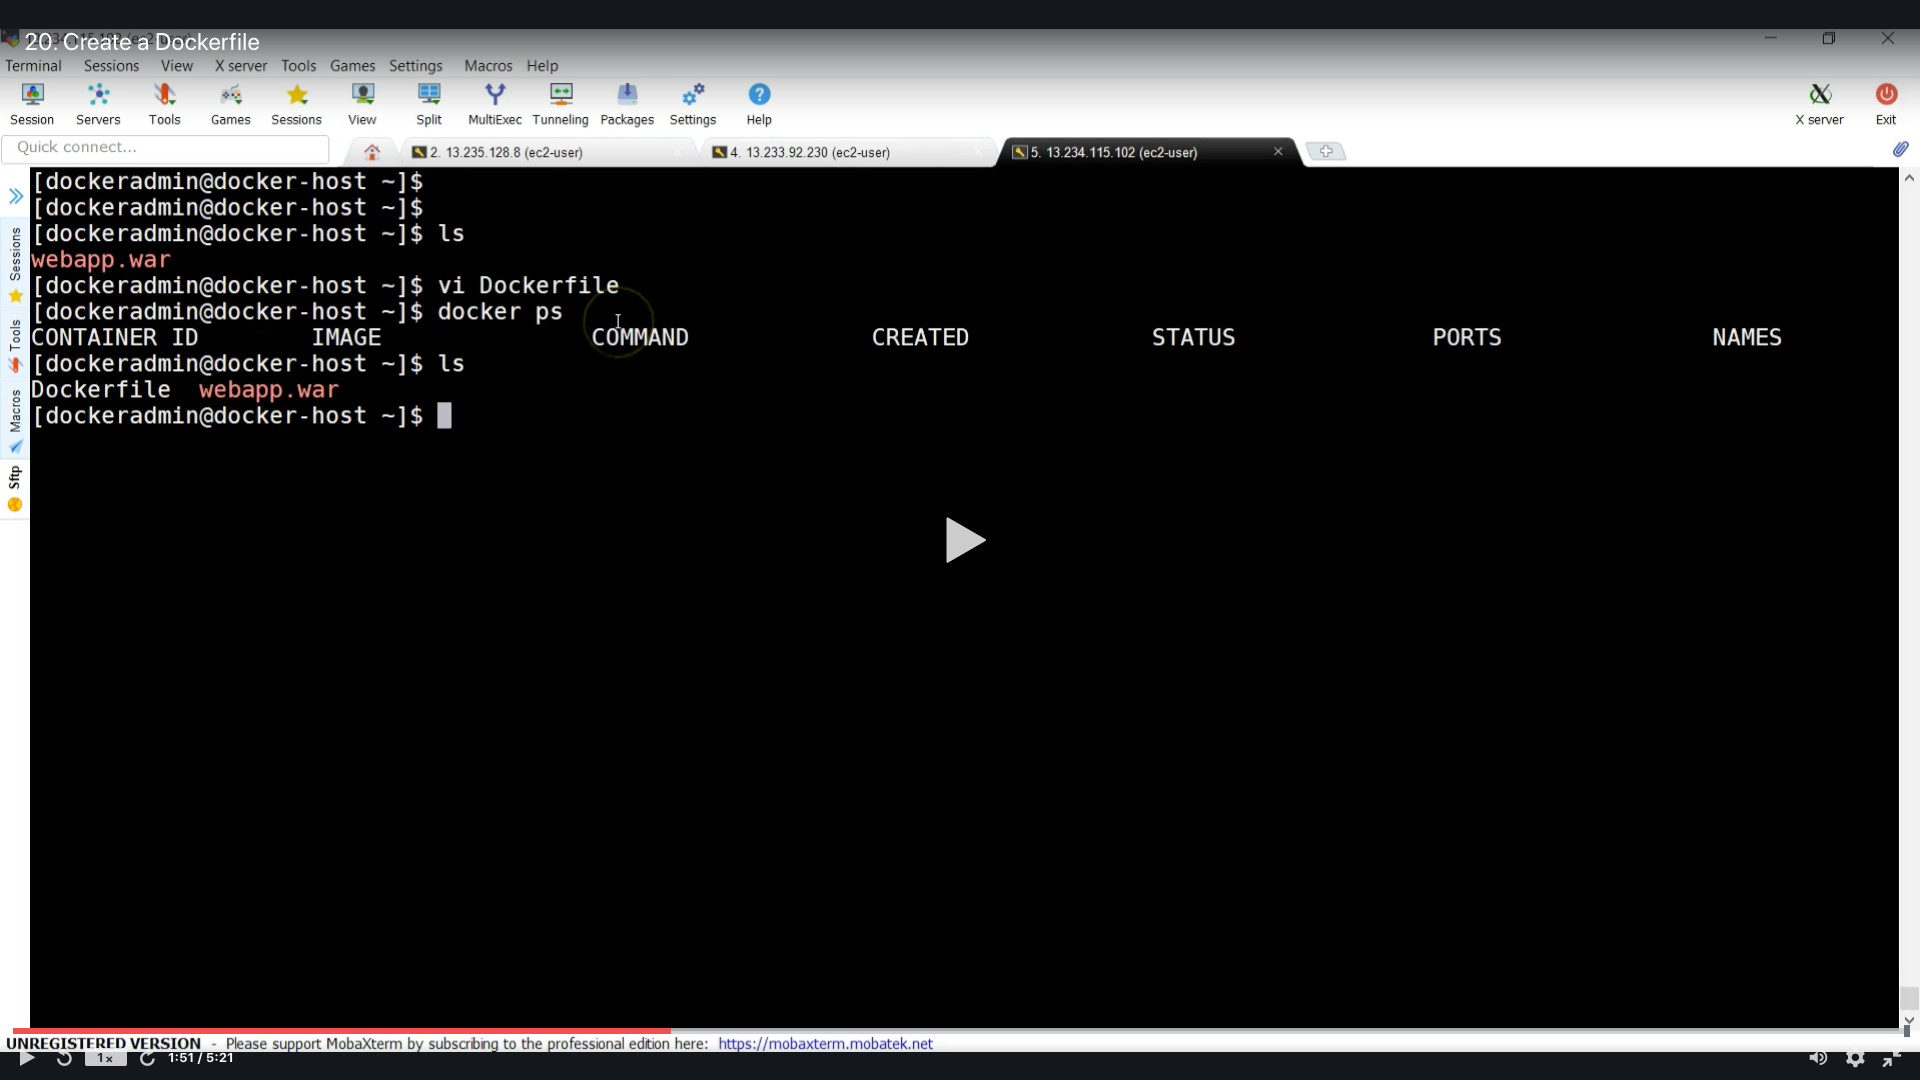 20. Create a Dockerfile
Terminal Sessions View X server Tools Games Settings Macros Help
Session Servers Tools Games Sessions View Split MultiExec Tunneling Packages Settings Help X server Exit
Quick connect...
2. 13.235.128.8 (ec2-user)
4. 13.233.92.230 (ec2-user)
5. 13.234.115.102 (ec2-user)
Sessions
Tools
Macros
Sftp
[dockeradmin@docker-host ~]$
[dockeradmin@docker-host ~]$
[dockeradmin@docker-host ~]$ ls
webapp.war
[dockeradmin@docker-host ~]$ vi Dockerfile
[dockeradmin@docker-host ~]$ docker ps
CONTAINER ID IMAGE COMMAND CREATED STATUS PORTS NAMES
[dockeradmin@docker-host ~]$ ls
Dockerfile webapp.war
[dockeradmin@docker-host ~]$
UNREGISTERED VERSION - Please support MobaXterm by subscribing to the professional edition here: https://mobaxterm.mobatek.net
1x 1:51 / 5:21